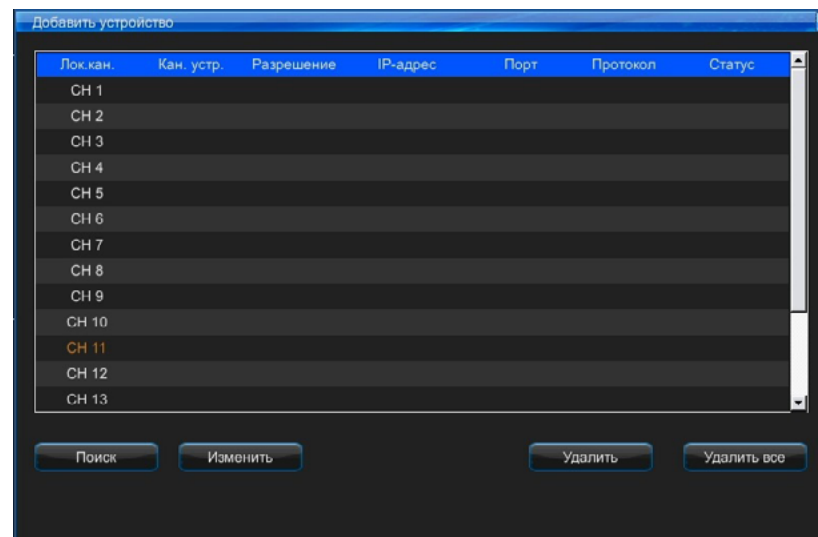 Добавить устройство
Лок.кан. Кан. устр. Разрешение IP-адрес Порт Протокол Статус
CH 1
CH 2
CH 3
CH 4
CH 5
CH 6
CH 7
CH 8
CH 9
CH 10
CH 11
CH 12
CH 13
Поиск Изменить Удалить Удалить все